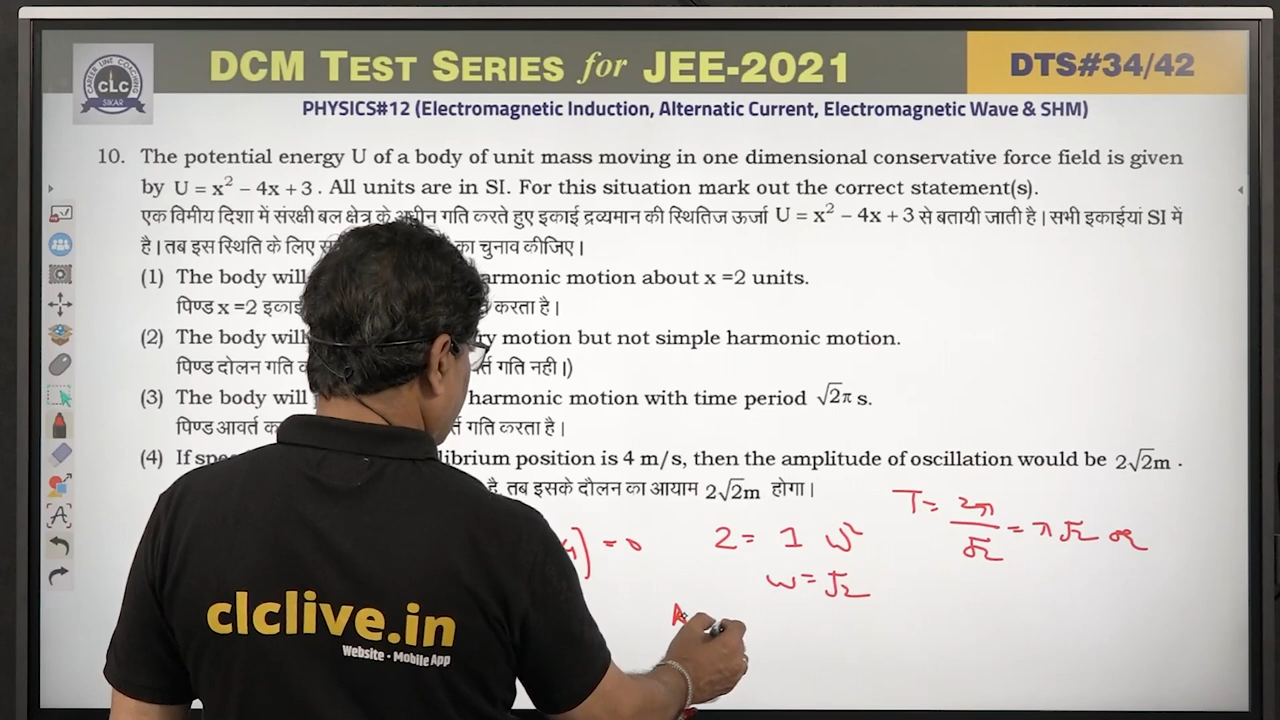 DCM TEST SERIES for JEE-2021
DTS#34/42
CAREER LINE COACHING
CLC
SIKAR
PHYSICS#12 (Electromagnetic Induction, Alternatic Current, Electromagnetic Wave & SHM)
10. The potential energy U of a body of unit mass moving in one dimensional conservative force field is given
by U = x² – 4x + 3 . All units are in SI. For this situation mark out the correct statement(s).
एक विमीय दिशा में संरक्षी बल क्षेत्र के अधीन गति करते हुए इकाई द्रव्यमान की स्थितिज ऊर्जा U = x² – 4x + 3 से बतायी जाती है। सभी इकाईयां SI में
है। तब इस स्थिति के लिए का चुनाव कीजिए।
(1) The body will armonic motion about x =2 units.
पिण्ड x =2 इकाई करता है।
(2) The body will ry motion but not simple harmonic motion.
पिण्ड दोलन गति गति नही।)
(3) The body will harmonic motion with time period √2π s.
पिण्ड आवर्त गति करता है।
(4) If librium position is 4 m/s, then the amplitude of oscillation would be 2√2m .
है, तब इसके दौलन का आयाम 2√2m होगा।
T = 2π/√2 = π√2
4] = 0 2 = 1 ω²
ω = √2
A
clclive.in
Website • Mobile App